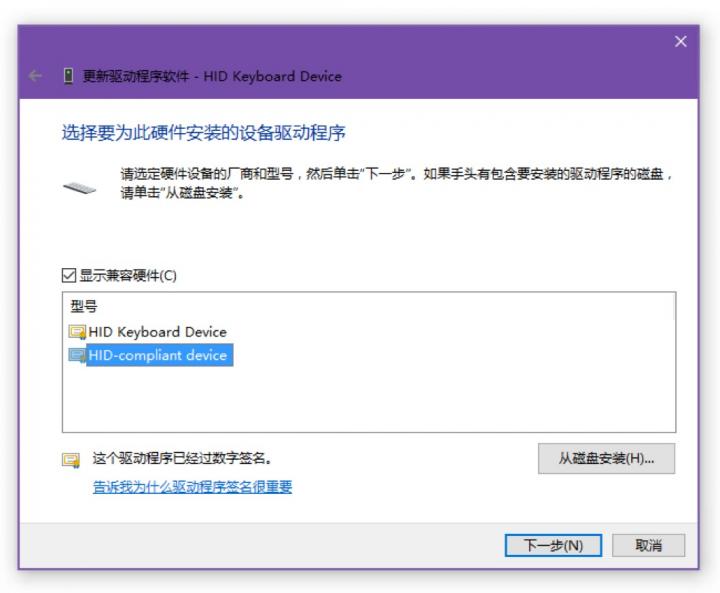 更新驱动程序软件 - HID Keyboard Device
选择要为此硬件安装的设备驱动程序
请选定硬件设备的厂商和型号，然后单击“下一步”。如果手头有包含要安装的驱动程序的磁盘，
请单击“从磁盘安装”。
显示兼容硬件(C)
型号
HID Keyboard Device
HID-compliant device
这个驱动程序已经过数字签名。
从磁盘安装(H)...
告诉我为什么驱动程序签名很重要
下一步(N)
取消